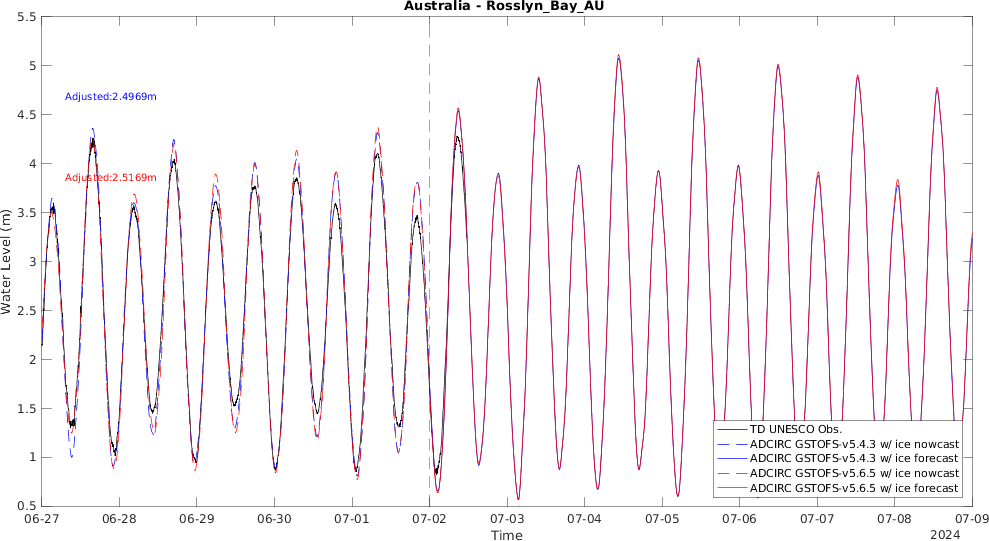 Australia - Rosslyn_Bay_AU
5.5
5
4.5
4
3.5
3
2.5
2
1.5
1
0.5
Water Level (m)
Adjusted:2.4969m
Adjusted:2.5169m
TD UNESCO Obs.
ADCIRC GSTOFS-v5.4.3 w/ ice nowcast
ADCIRC GSTOFS-v5.4.3 w/ ice forecast
ADCIRC GSTOFS-v5.6.5 w/ ice nowcast
ADCIRC GSTOFS-v5.6.5 w/ ice forecast
06-27 06-28 06-29 06-30 07-01 07-02 07-03 07-04 07-05 07-06 07-07 07-08 07-09
Time
2024